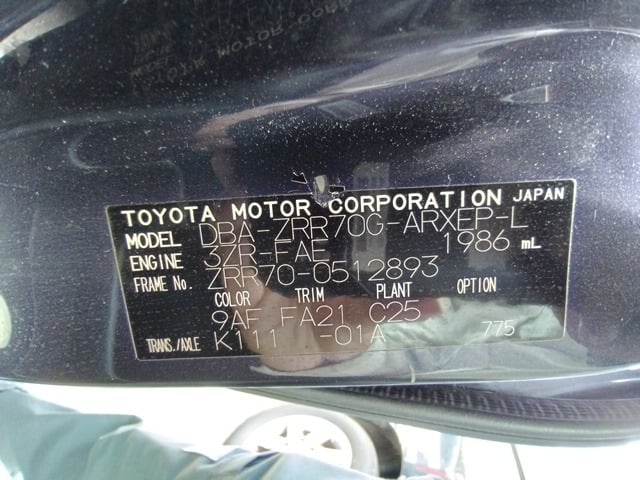 TOYOTA MOTOR CORPORATION JAPAN
MODEL DBA-ZRR70G-ARXEP-L
ENGINE 3ZR-FAE 1986 mL
FRAME No. ZRR70-0512893
COLOR TRIM PLANT OPTION
9AF FA21 C25
TRANS./AXLE K111 -01A 775